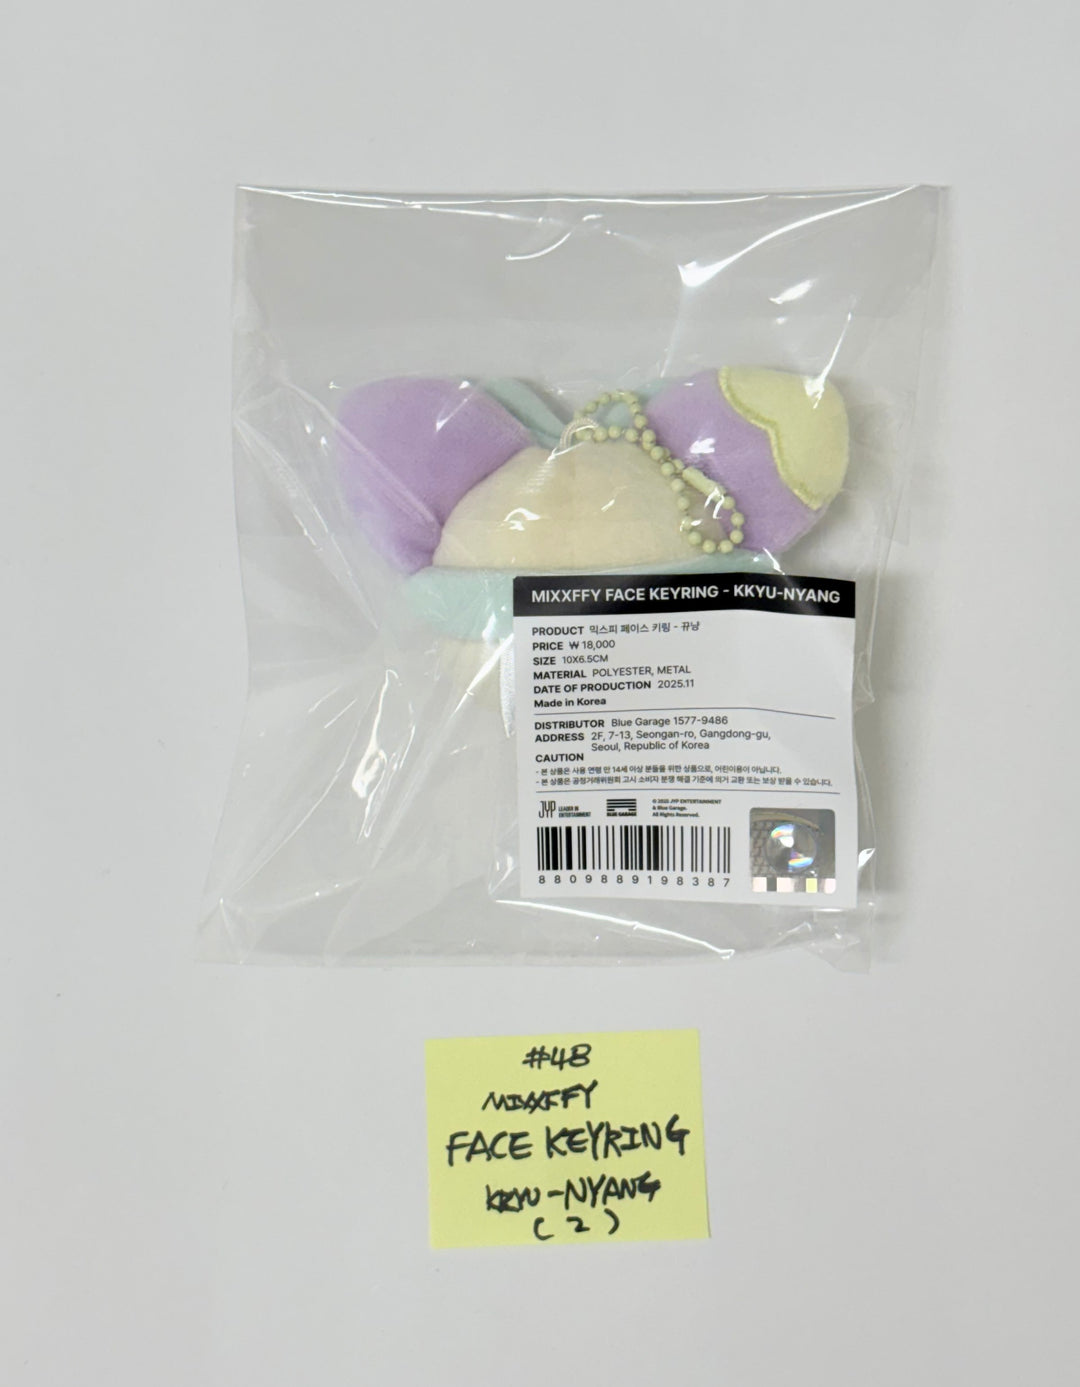 MIXXFFY FACE KEYRING - KKYU-NYANG
PRODUCT 믹스피 페이스 키링 - 뀨냥
PRICE ₩ 18,000
SIZE 10X6.5CM
MATERIAL POLYESTER, METAL
DATE OF PRODUCTION 2025.11
Made in Korea
DISTRIBUTOR Blue Garage 1577-9486
ADDRESS 2F, 7-13, Seongan-ro, Gangdong-gu,
Seoul, Republic of Korea
CAUTION
- 본 상품은 사용 연령 만 14세 이상 분들을 위한 상품으로, 어린이용이 아닙니다.
- 본 상품은 공정거래위원회 고시 소비자 분쟁 해결 기준에 의거 교환 또는 보상 받을 수 있습니다.
JYP LEADER IN
ENTERTAINMENT
BLUE GARAGE
© 2025 JYP ENTERTAINMENT
& Blue Garage.
All Rights Reserved.
8809889198387
#48
MIXXFFY
FACE KEYRING
KKYU-NYANG
(2)